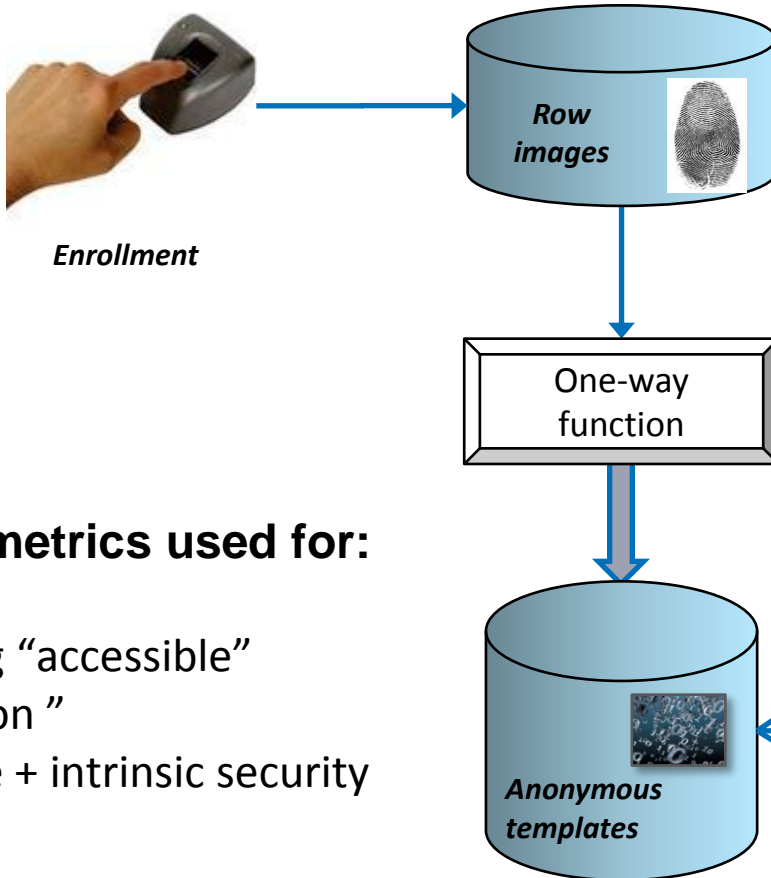 Row
images
Enrollment
One-way
function
metrics used for:
“accessible”
on ”
+ intrinsic security
Anonymous
templates